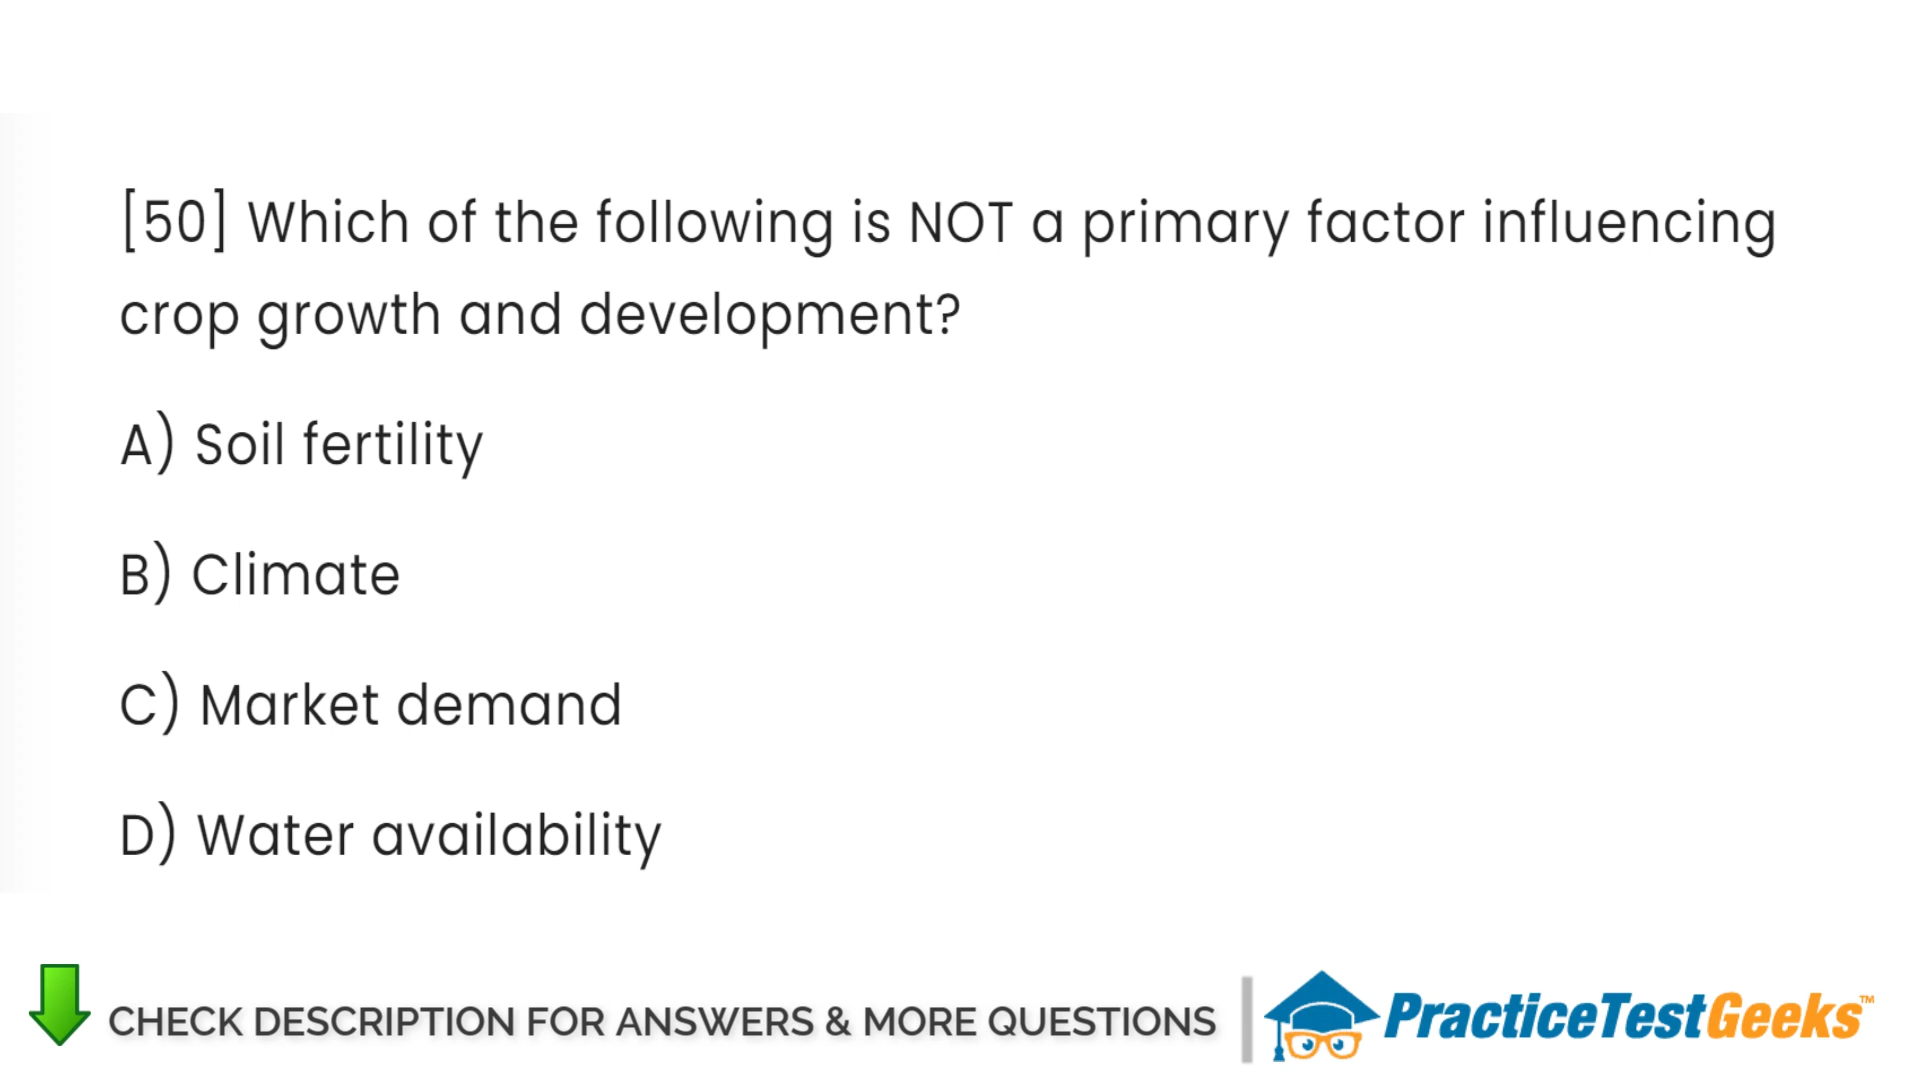 [50] Which of the following is NOT a primary factor influencing
crop growth and development?
A) Soil fertility
B) Climate
C) Market demand
D) Water availability
CHECK DESCRIPTION FOR ANSWERS & MORE QUESTIONS
PracticeTestGeeks™